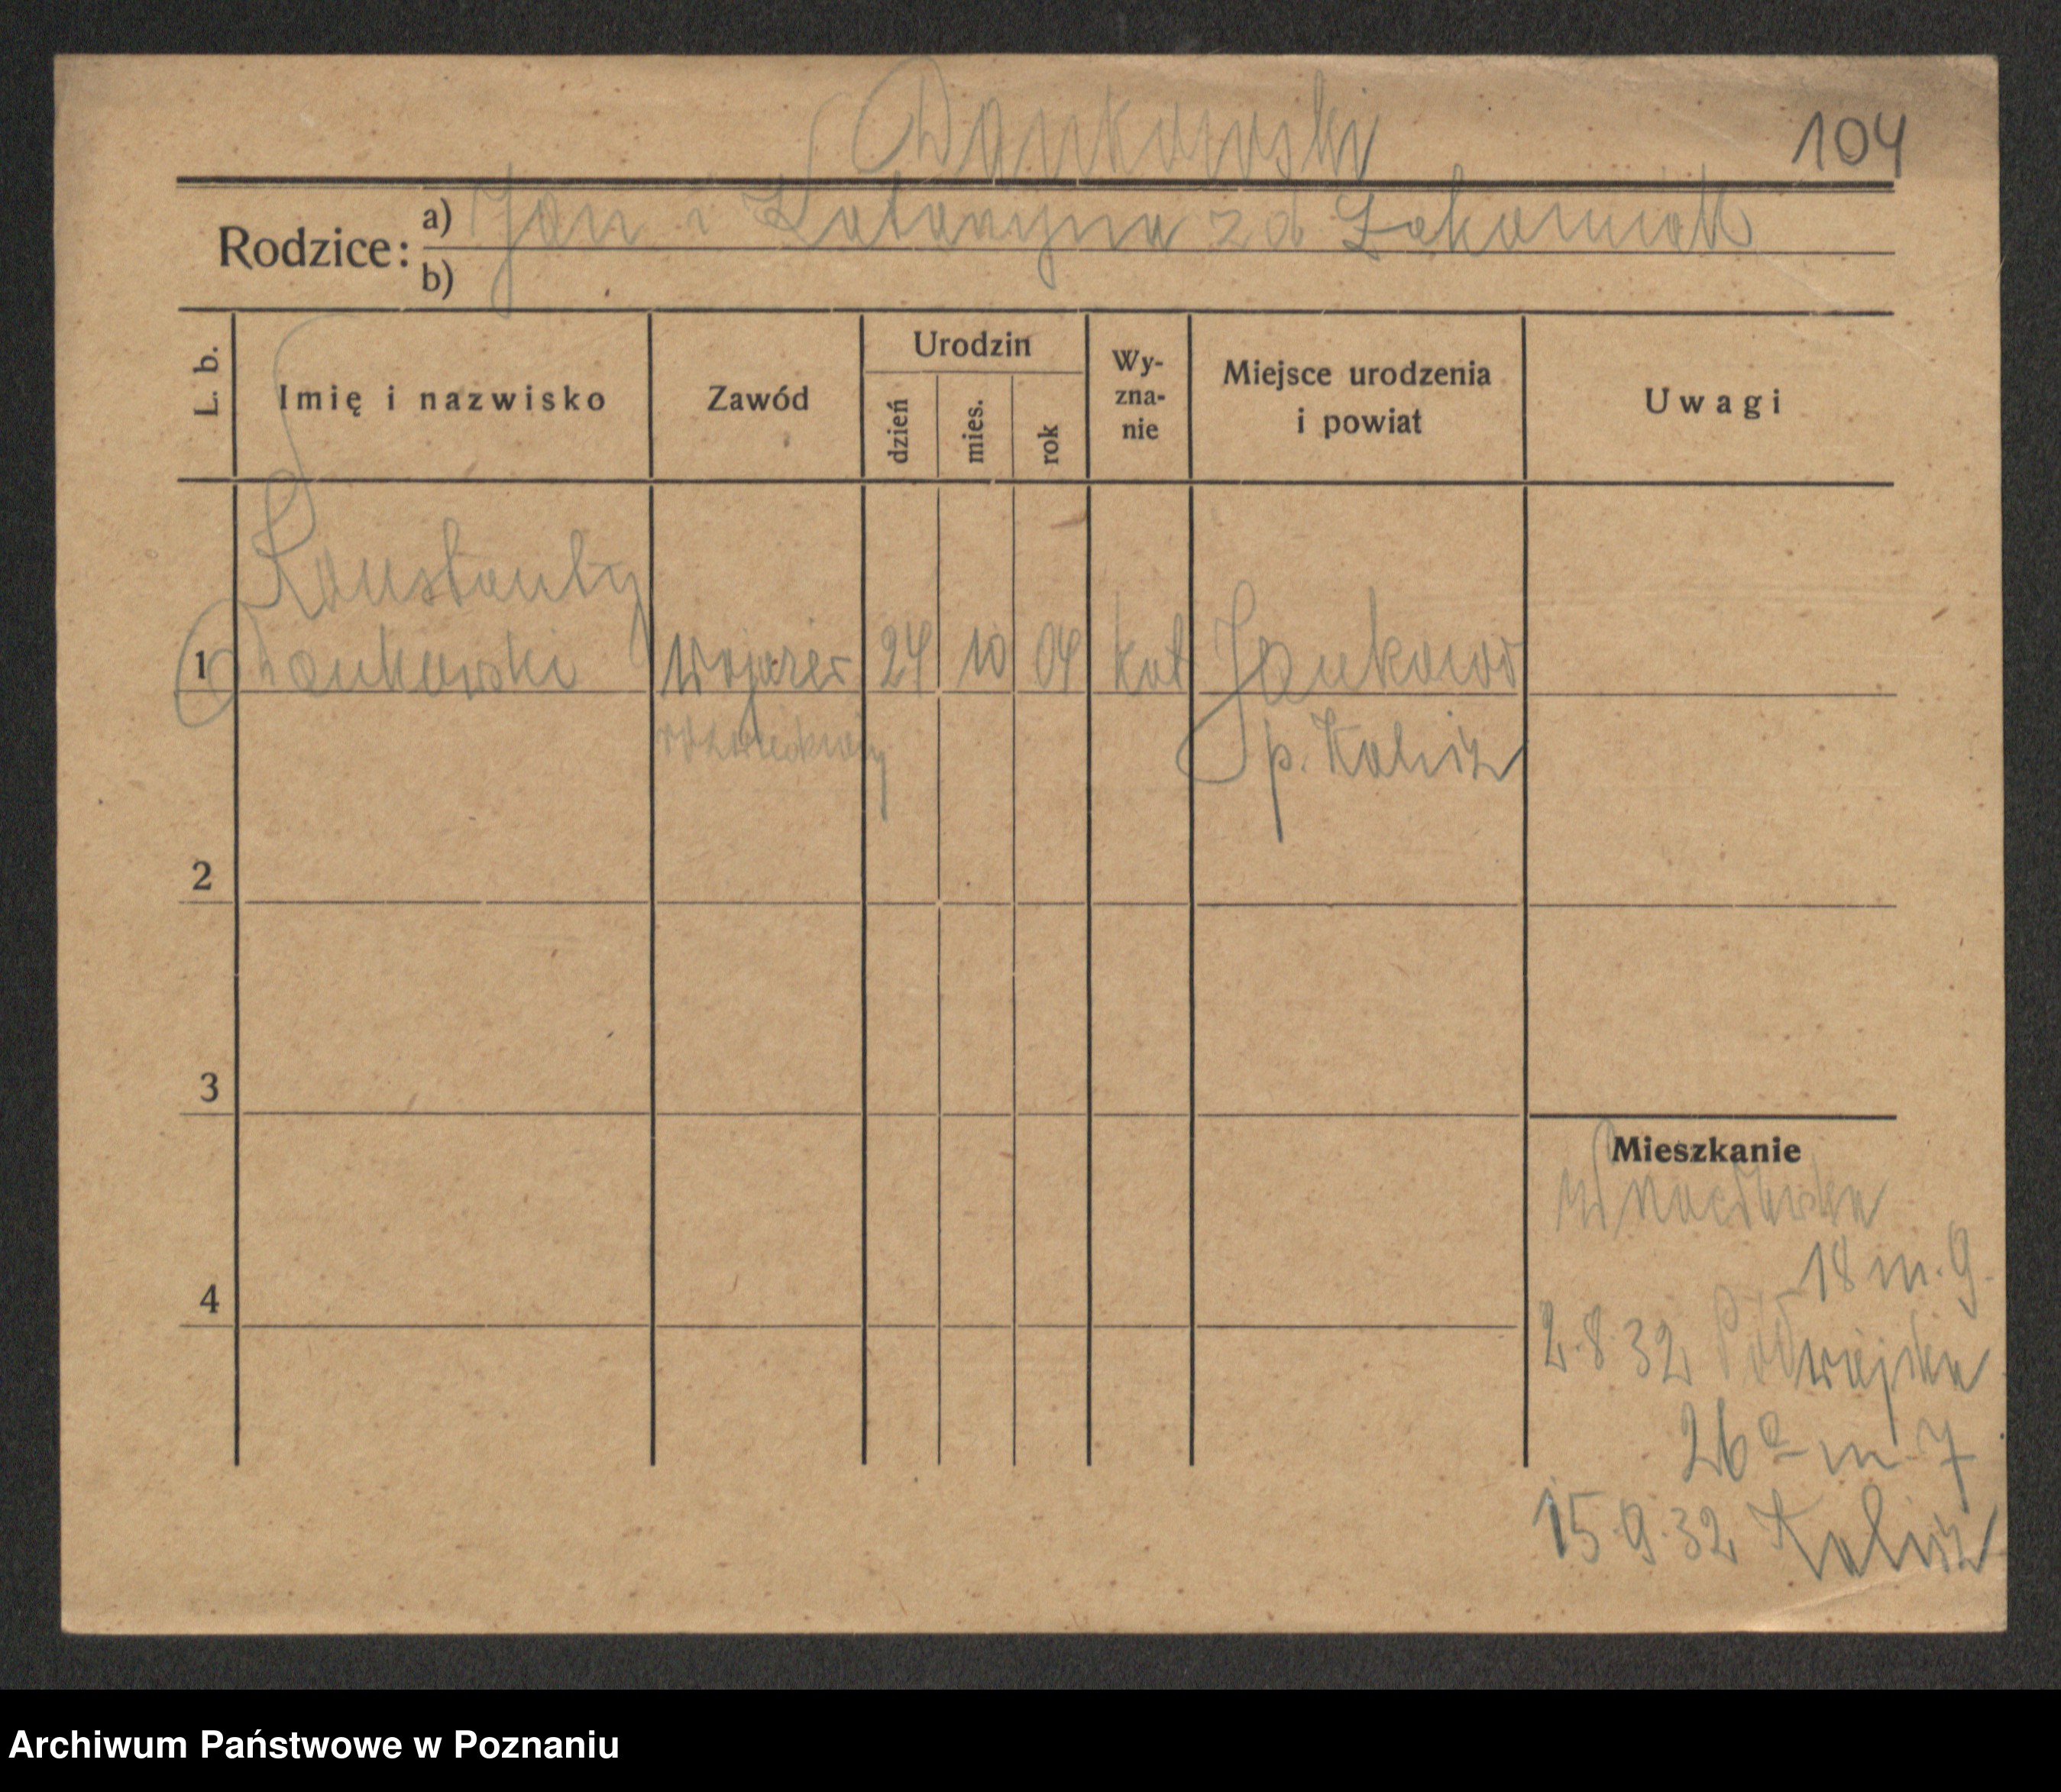 Dankowski
104
Rodzice:
a) Jan i Katarzyna z d
b)
L. b.
Imię i nazwisko
Zawód
Urodzin
dzień
mies.
rok
Wy-
zna-
nie
Miejsce urodzenia
i powiat
Uwagi
Konstanty
1 Dankowski
24 10 04 kat Jankowo
p. Kalisz
2
3
4
Mieszkanie
18 m. 9.
2.8.32
26a m 7
15.9.32 Kalisz
Archiwum Państwowe w Poznaniu